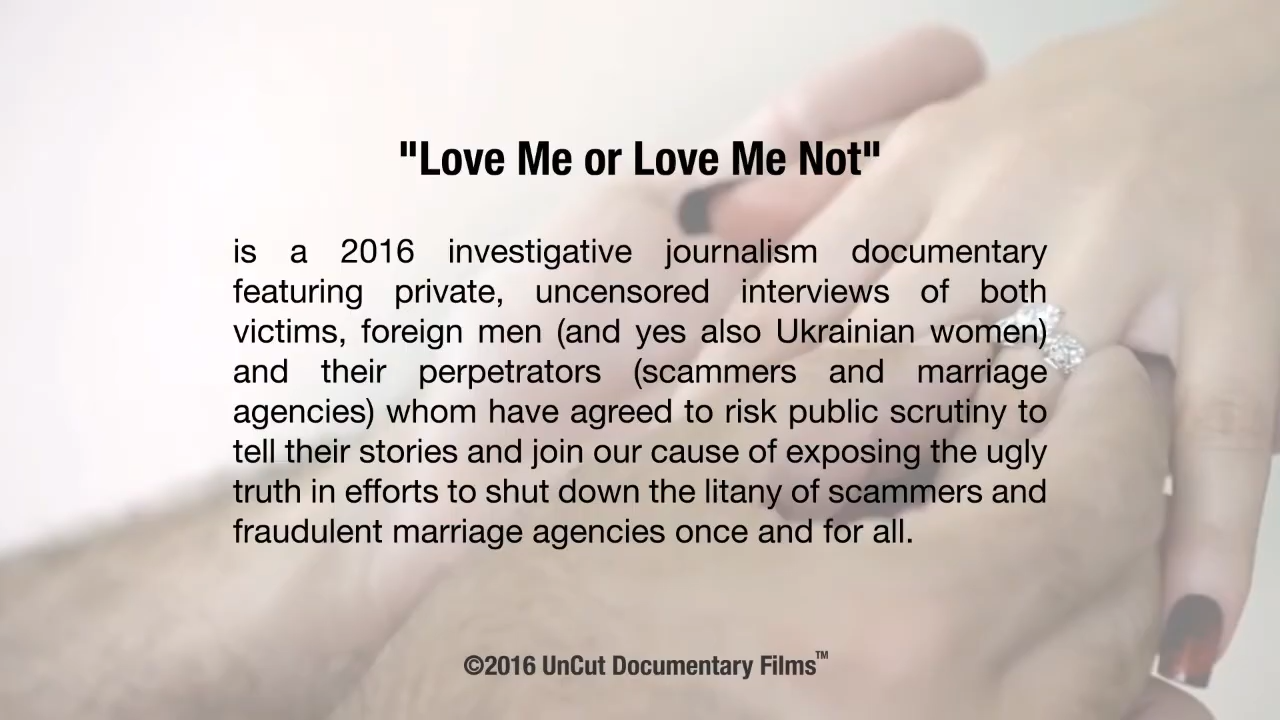 "Love Me or Love Me Not"
is a 2016 investigative journalism documentary
featuring private, uncensored interviews of both
victims, foreign men (and yes also Ukrainian women)
and their perpetrators (scammers and marriage
agencies) whom have agreed to risk public scrutiny to
tell their stories and join our cause of exposing the ugly
truth in efforts to shut down the litany of scammers and
fraudulent marriage agencies once and for all.
©2016 UnCut Documentary Films™